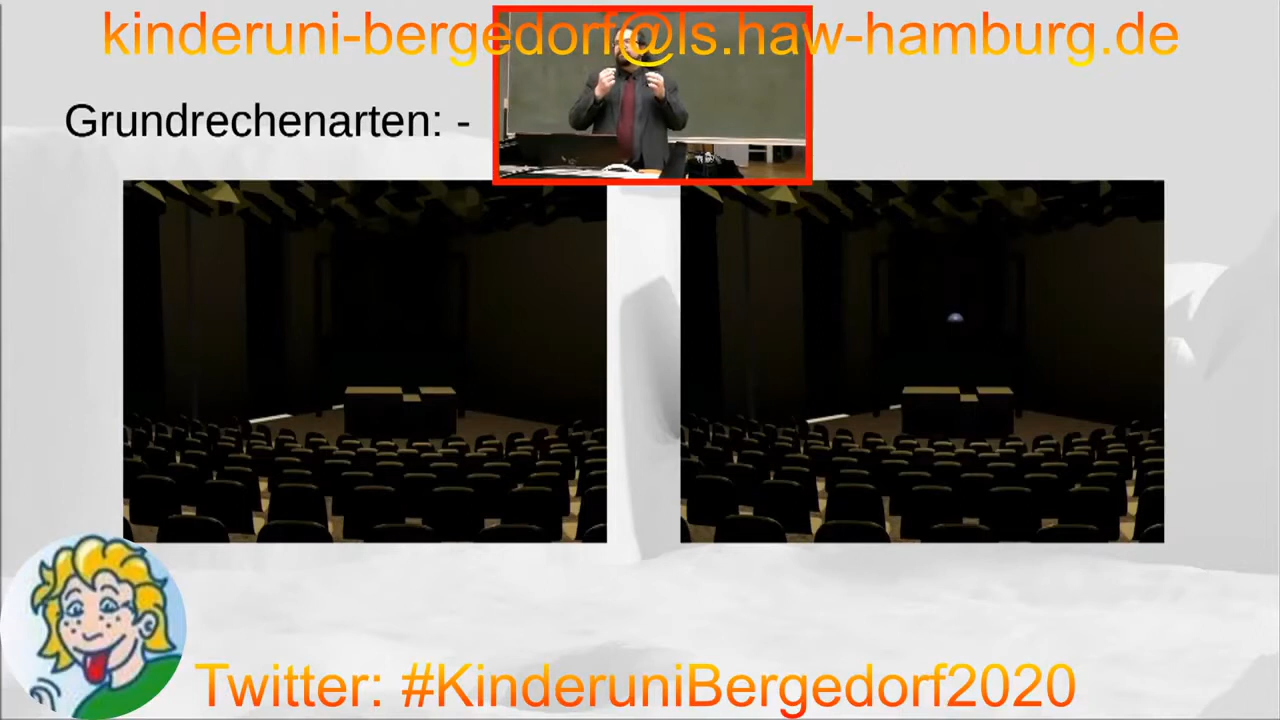 kinderuni-bergedorf@ls.haw-hamburg.de
Grundrechenarten: -
Twitter: #KinderuniBergedorf2020